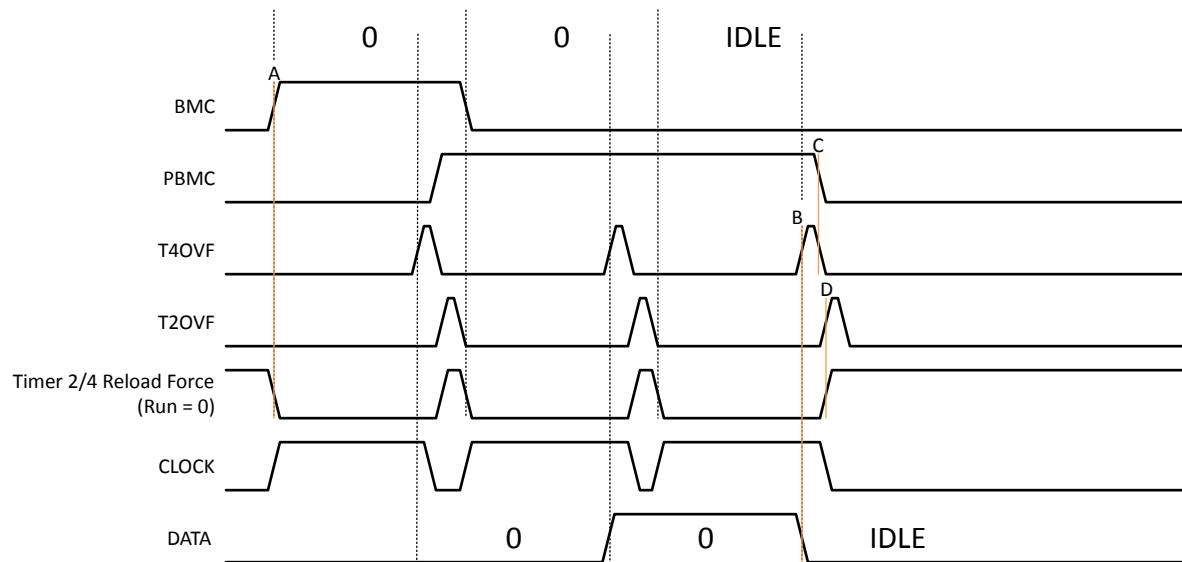 0 0 IDLE
A
BMC
C
PBMC
B
T4OVF
D
T2OVF
Timer 2/4 Reload Force
(Run = 0)
CLOCK
DATA 0 0 IDLE